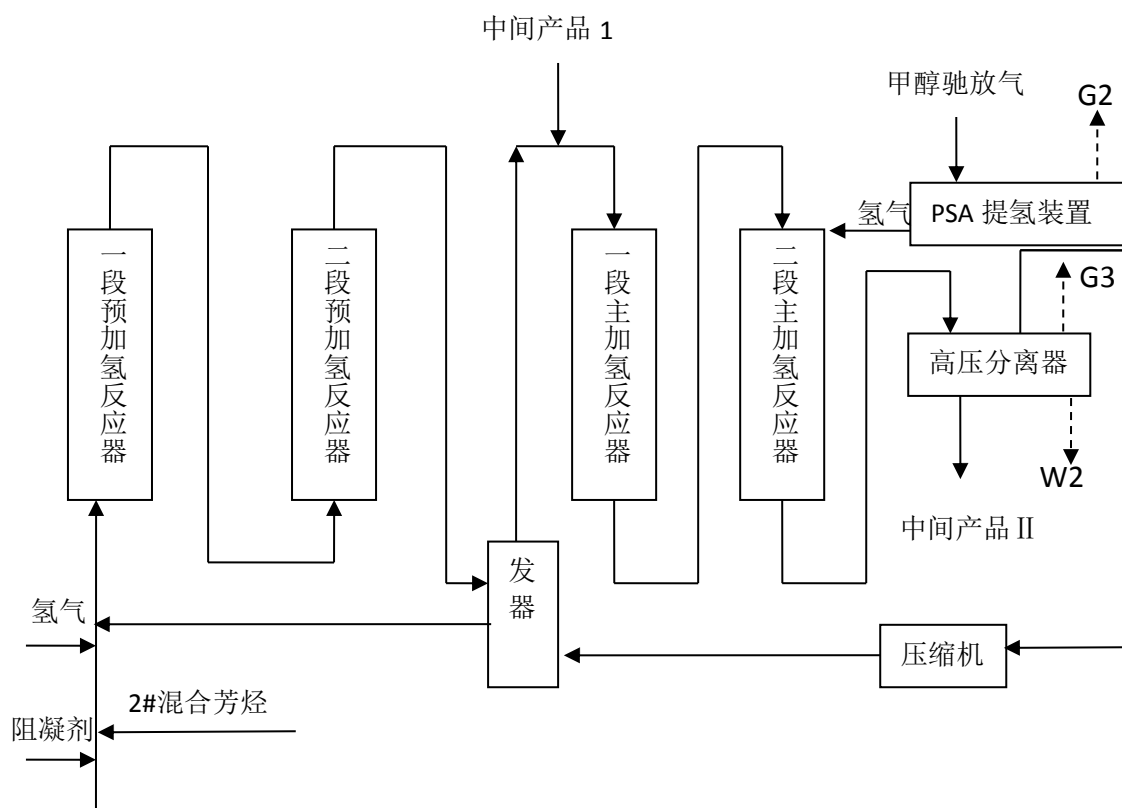 中间产品 1
甲醇驰放气
G2
PSA 提氢装置
氢气
一段预加氢反应器
二段预加氢反应器
一段主加氢反应器
二段主加氢反应器
G3
高压分离器
W2
中间产品Ⅱ
发器
氢气
压缩机
2#混合芳烃
阻凝剂